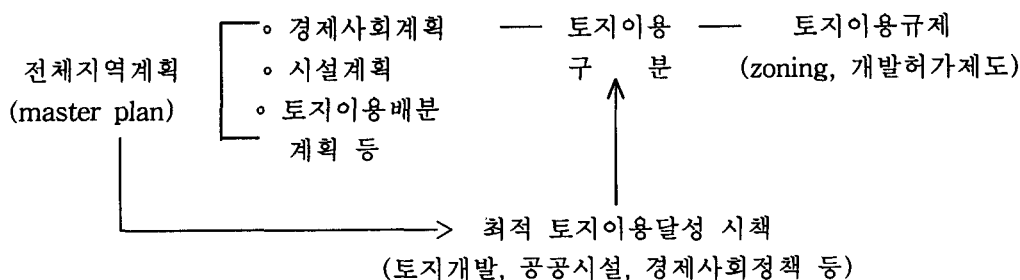 ∘ 경제사회계획 — 토지이용 — 토지이용규제
전체지역계획 ∘ 시설계획 구 분 (zoning, 개발허가제도)
(master plan) ∘ 토지이용배분
계획 등
최적 토지이용달성 시책
(토지개발, 공공시설, 경제사회정책 등)